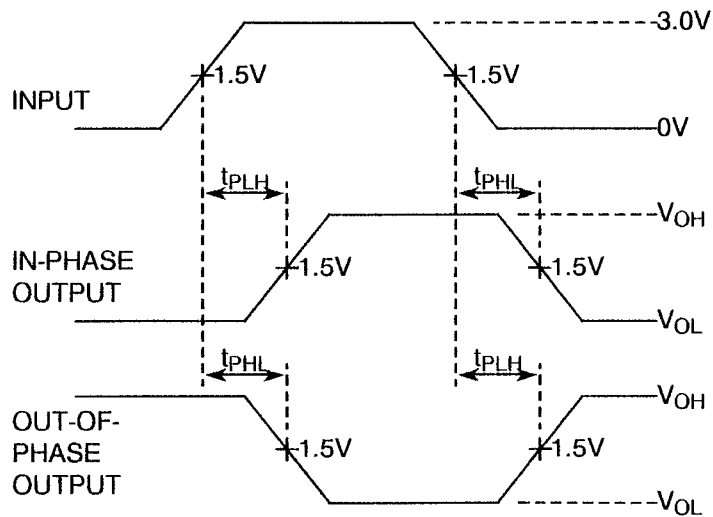 3.0V
1.5V
1.5V
INPUT
0V
tPLH
tPHL
VOH
IN-PHASE
OUTPUT
1.5V
1.5V
VOL
tPHL
tPLH
VOH
OUT-OF-
PHASE
OUTPUT
1.5V
1.5V
VOL